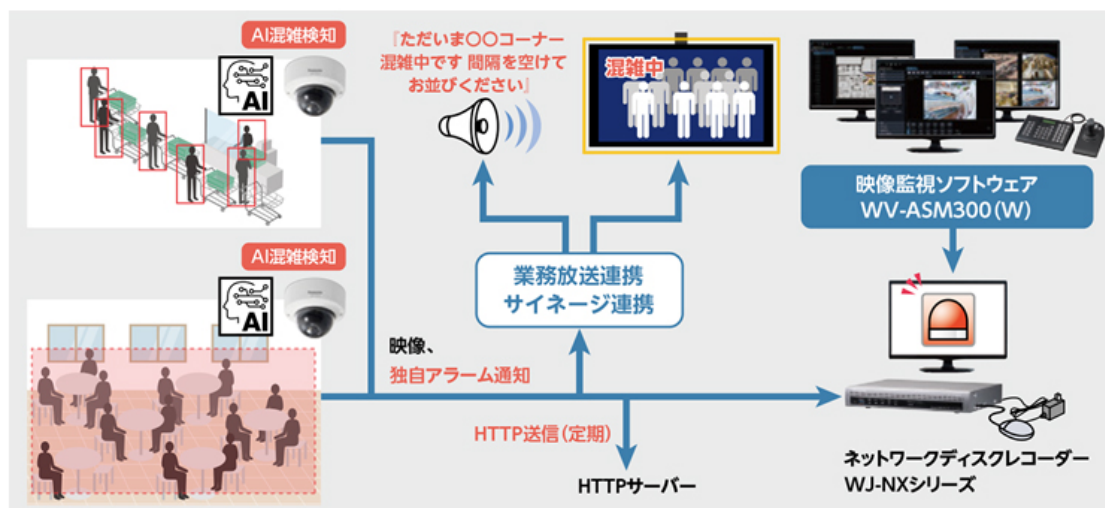 AI混雑検知
AI
『ただいま〇〇コーナー
混雑中です 間隔を空けて
お並びください』
混雑中
映像監視ソフトウェア
WV-ASM300(W)
業務放送連携
サイネージ連携
AI混雑検知
AI
映像、
独自アラーム通知
HTTP送信(定期)
HTTPサーバー
ネットワークディスクレコーダー
WJ-NXシリーズ